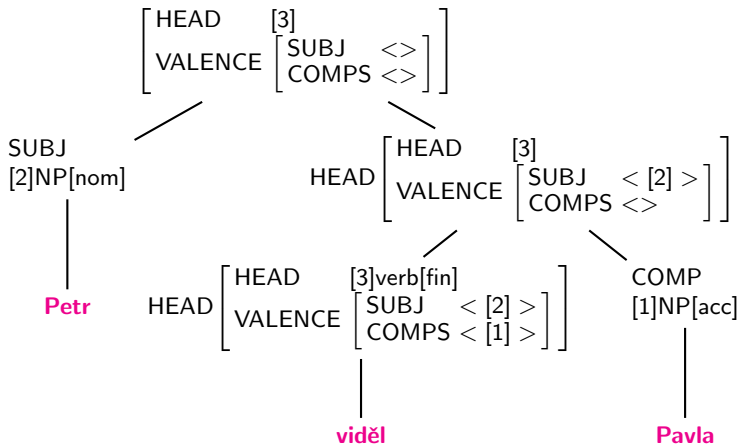 HEAD [3]
VALENCE SUBJ <>
COMPS <>
SUBJ
[2]NP[nom]
HEAD HEAD [3]
VALENCE SUBJ < [2] >
COMPS <>
Petr
HEAD HEAD [3]verb[fin]
VALENCE SUBJ < [2] >
COMPS < [1] >
COMP
[1]NP[acc]
viděl
Pavla